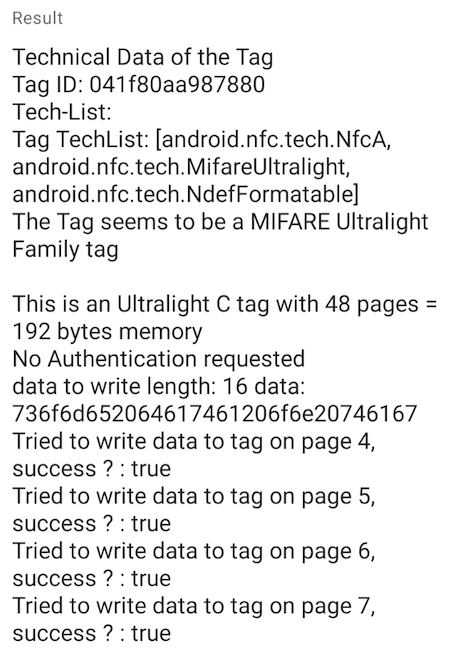 Result
Technical Data of the Tag
Tag ID: 041f80aa987880
Tech-List:
Tag TechList: [android.nfc.tech.NfcA,
android.nfc.tech.MifareUltralight,
android.nfc.tech.NdefFormatable]
The Tag seems to be a MIFARE Ultralight
Family tag
This is an Ultralight C tag with 48 pages =
192 bytes memory
No Authentication requested
data to write length: 16 data:
736f6d652064617461206f6e20746167
Tried to write data to tag on page 4,
success ? : true
Tried to write data to tag on page 5,
success ? : true
Tried to write data to tag on page 6,
success ? : true
Tried to write data to tag on page 7,
success ? : true